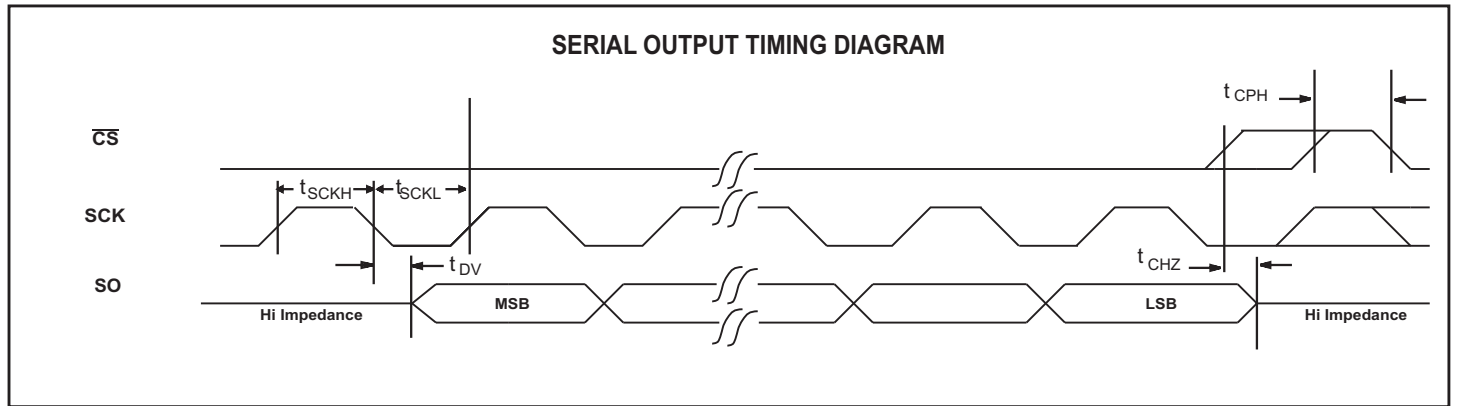 SERIAL OUTPUT TIMING DIAGRAM
t CPH
CS
t SCKH t SCKL
SCK
t DV t CHZ
SO
MSB LSB
Hi Impedance Hi Impedance